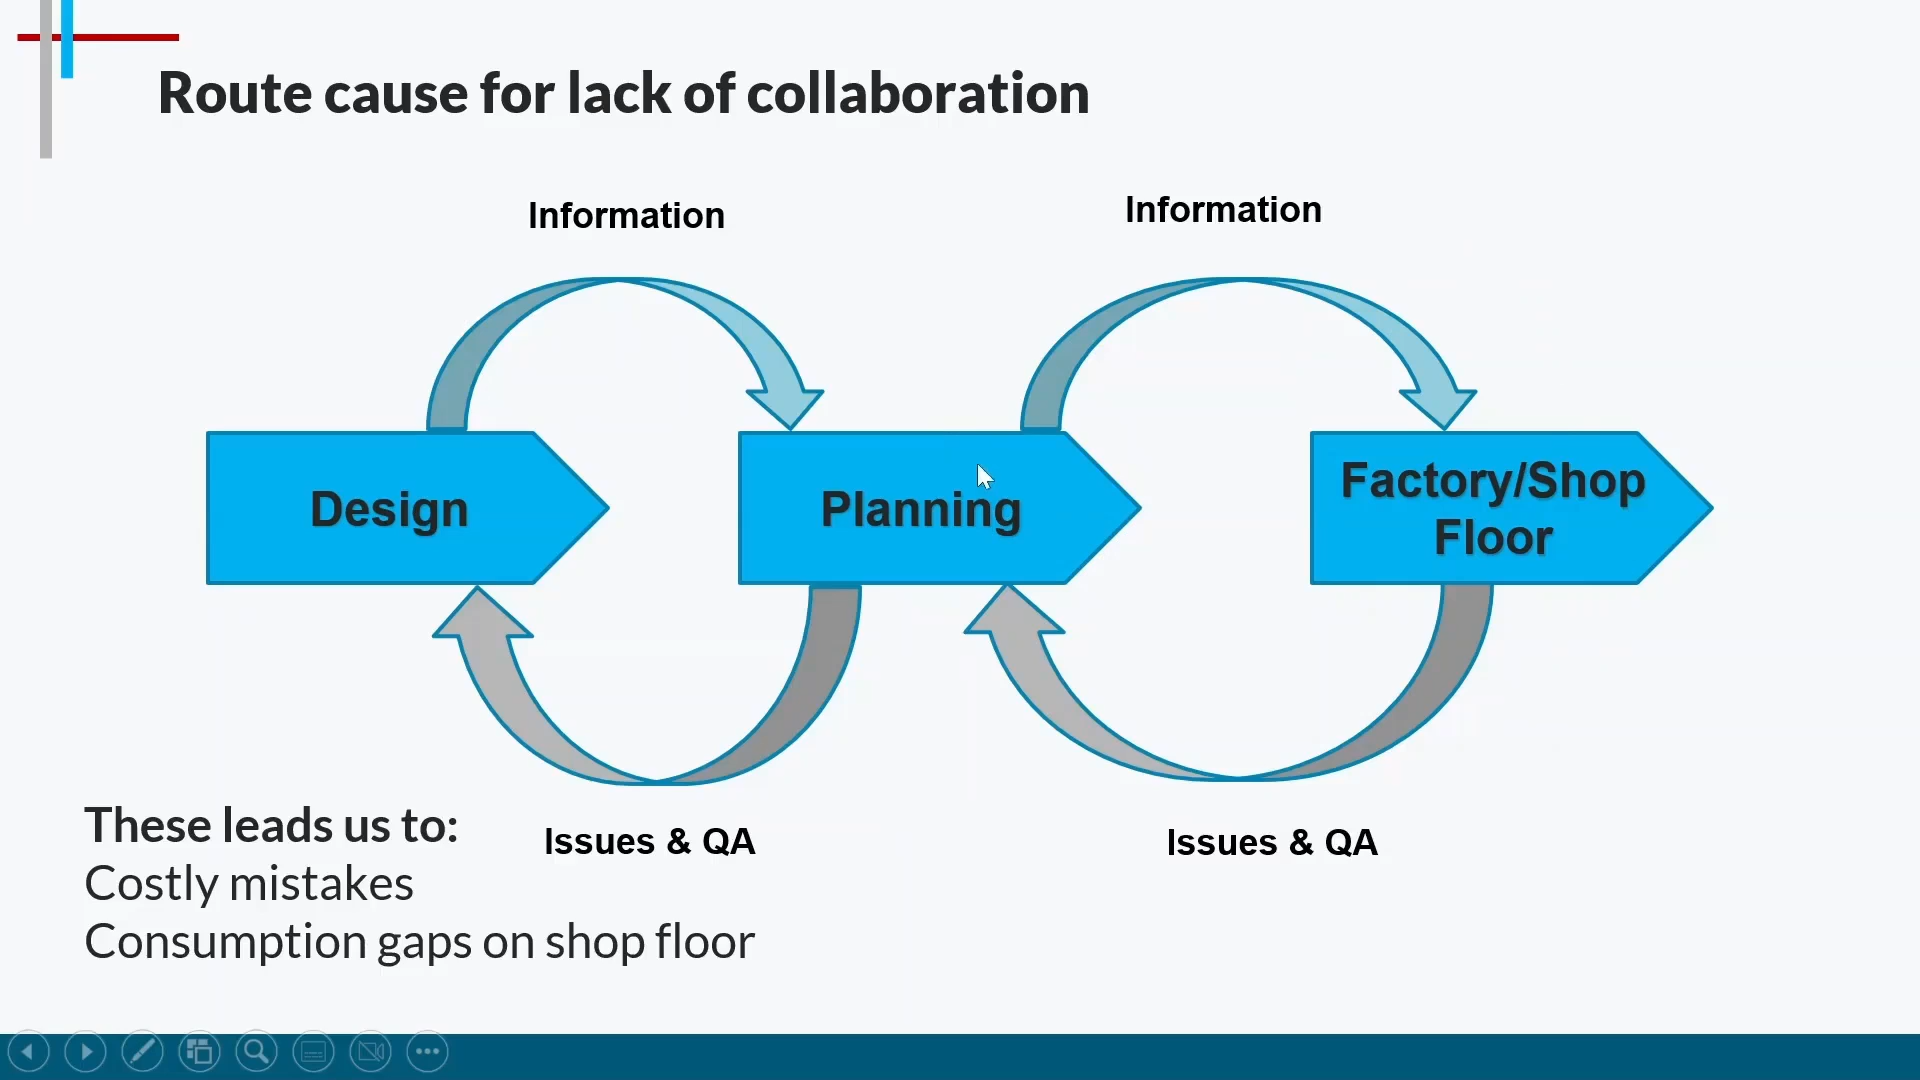 Route cause for lack of collaboration
Information
Information
Design
Planning
Factory/Shop
Floor
Issues & QA
Issues & QA
These leads us to:
Costly mistakes
Consumption gaps on shop floor